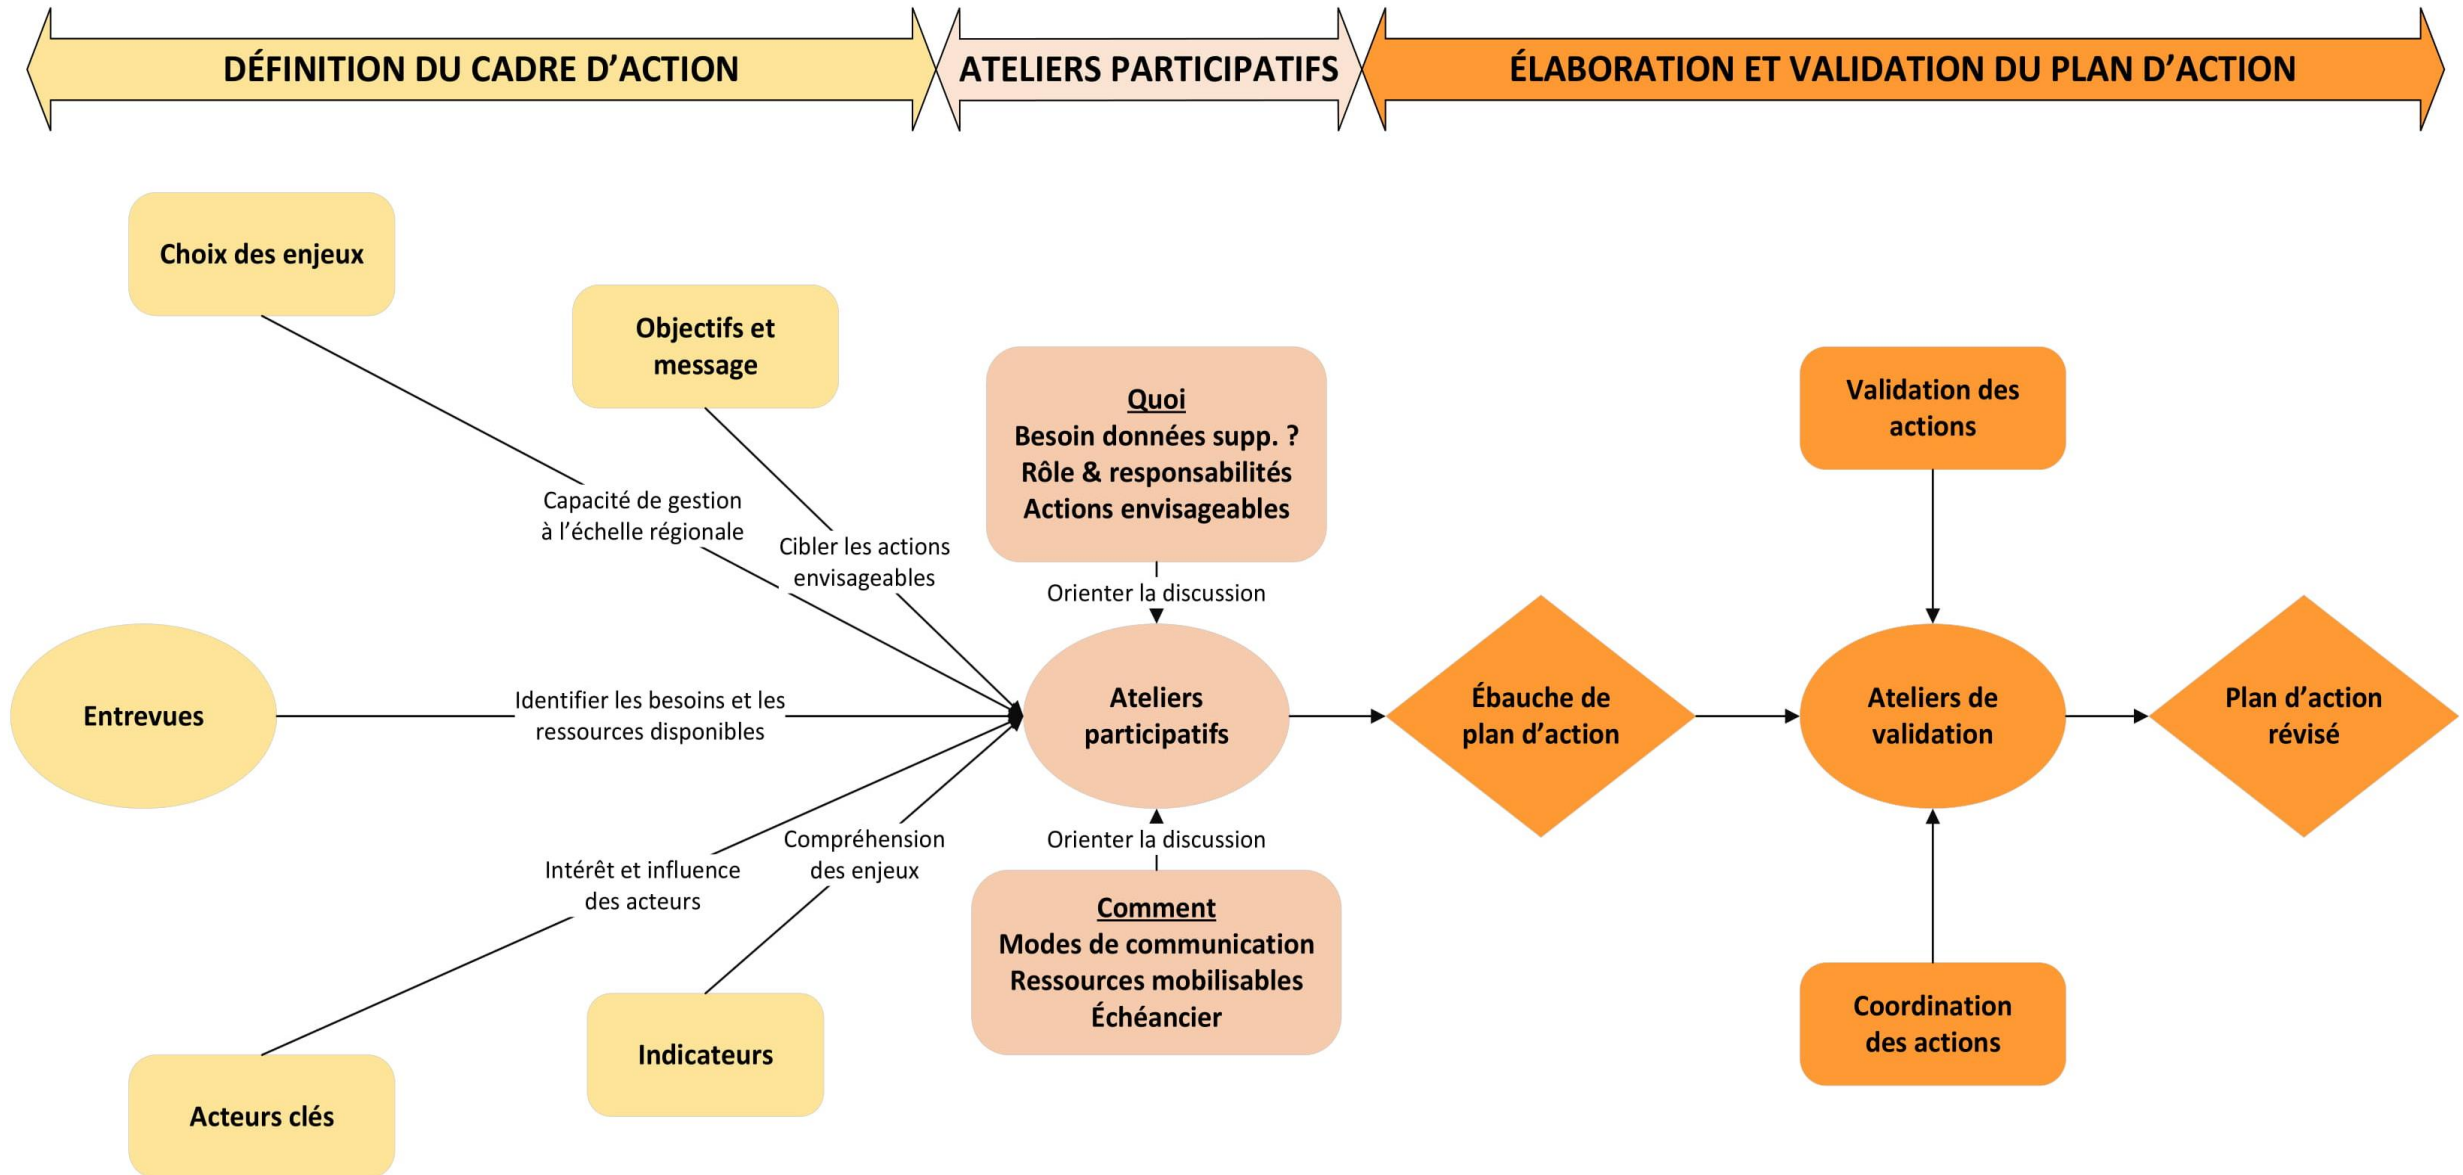 DÉFINITION DU CADRE D’ACTION
ATELIERS PARTICIPATIFS
ÉLABORATION ET VALIDATION DU PLAN D’ACTION
Choix des enjeux
Objectifs et
message
Capacité de gestion
à l’échelle régionale
Cibler les actions
envisageables
Entrevues
Identifier les besoins et les
ressources disponibles
Intérêt et influence
des acteurs
Compréhension
des enjeux
Acteurs clés
Indicateurs
Quoi
Besoin données supp. ?
Rôle & responsabilités
Actions envisageables
Orienter la discussion
Ateliers
participatifs
Orienter la discussion
Comment
Modes de communication
Ressources mobilisables
Échéancier
Ébauche de
plan d’action
Validation des
actions
Ateliers de
validation
Coordination
des actions
Plan d’action
révisé